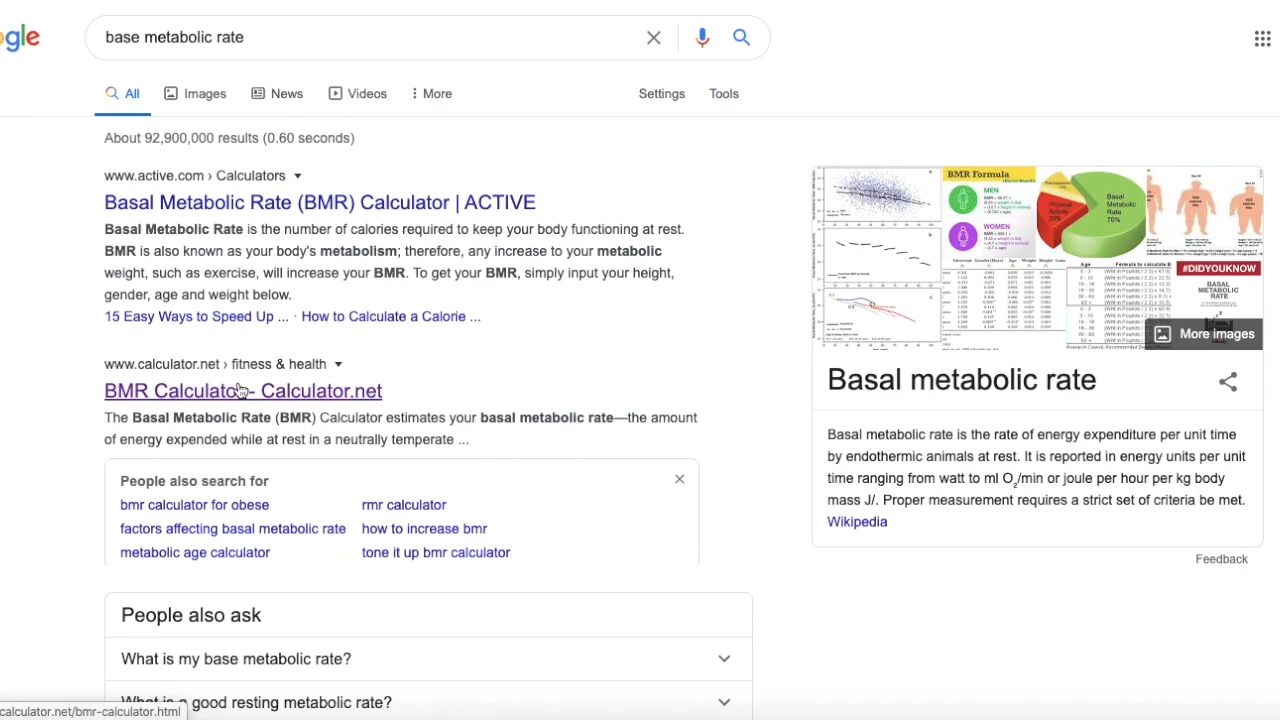 ogle
base metabolic rate
All
Images
News
Videos
More
Settings
Tools
About 92,900,000 results (0.60 seconds)
www.active.com › Calculators
Basal Metabolic Rate (BMR) Calculator | ACTIVE
Basal Metabolic Rate is the number of calories required to keep your body functioning at rest.
BMR is also known as your body's metabolism; therefore, any increase to your metabolic
weight, such as exercise, will increase your BMR. To get your BMR, simply input your height,
gender, age and weight below.
15 Easy Ways to Speed Up ... · How to Calculate a Calorie ...
www.calculator.net › fitness & health
BMR Calculator - Calculator.net
The Basal Metabolic Rate (BMR) Calculator estimates your basal metabolic rate—the amount
of energy expended while at rest in a neutrally temperate ...
People also search for
bmr calculator for obese
rmr calculator
factors affecting basal metabolic rate
how to increase bmr
metabolic age calculator
tone it up bmr calculator
People also ask
What is my base metabolic rate?
What is a good resting metabolic rate?
calculator.net/bmr-calculator.html
BMR Formula
MEN
WOMEN
Basal
Metabolic
Rate
70%
Physical
Activity
20%
#DIDYOUKNOW
BASAL
METABOLIC
RATE
More images
Basal metabolic rate
Basal metabolic rate is the rate of energy expenditure per unit time
by endothermic animals at rest. It is reported in energy units per unit
time ranging from watt to ml O2/min or joule per hour per kg body
mass J/. Proper measurement requires a strict set of criteria be met.
Wikipedia
Feedback